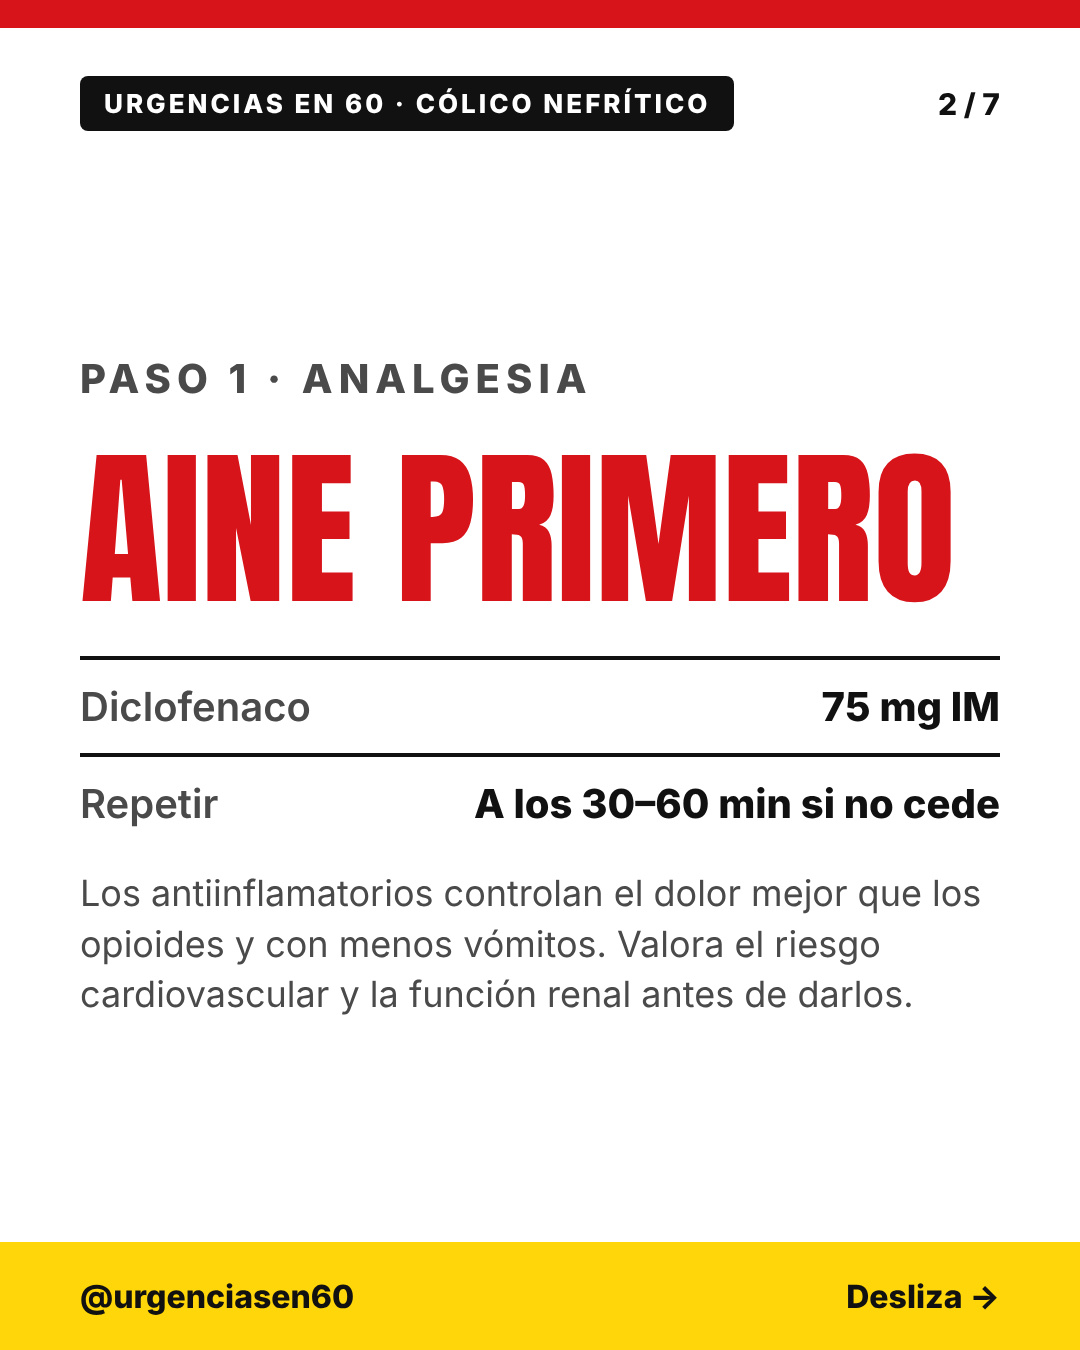 URGENCIAS EN 60 · CÓLICO NEFRÍTICO
2 / 7
PASO 1 · ANALGESIA
AINE PRIMERO
Diclofenaco 75 mg IM
Repetir A los 30–60 min si no cede
Los antiinflamatorios controlan el dolor mejor que los
opioides y con menos vómitos. Valora el riesgo
cardiovascular y la función renal antes de darlos.
@urgenciasen60
Desliza →